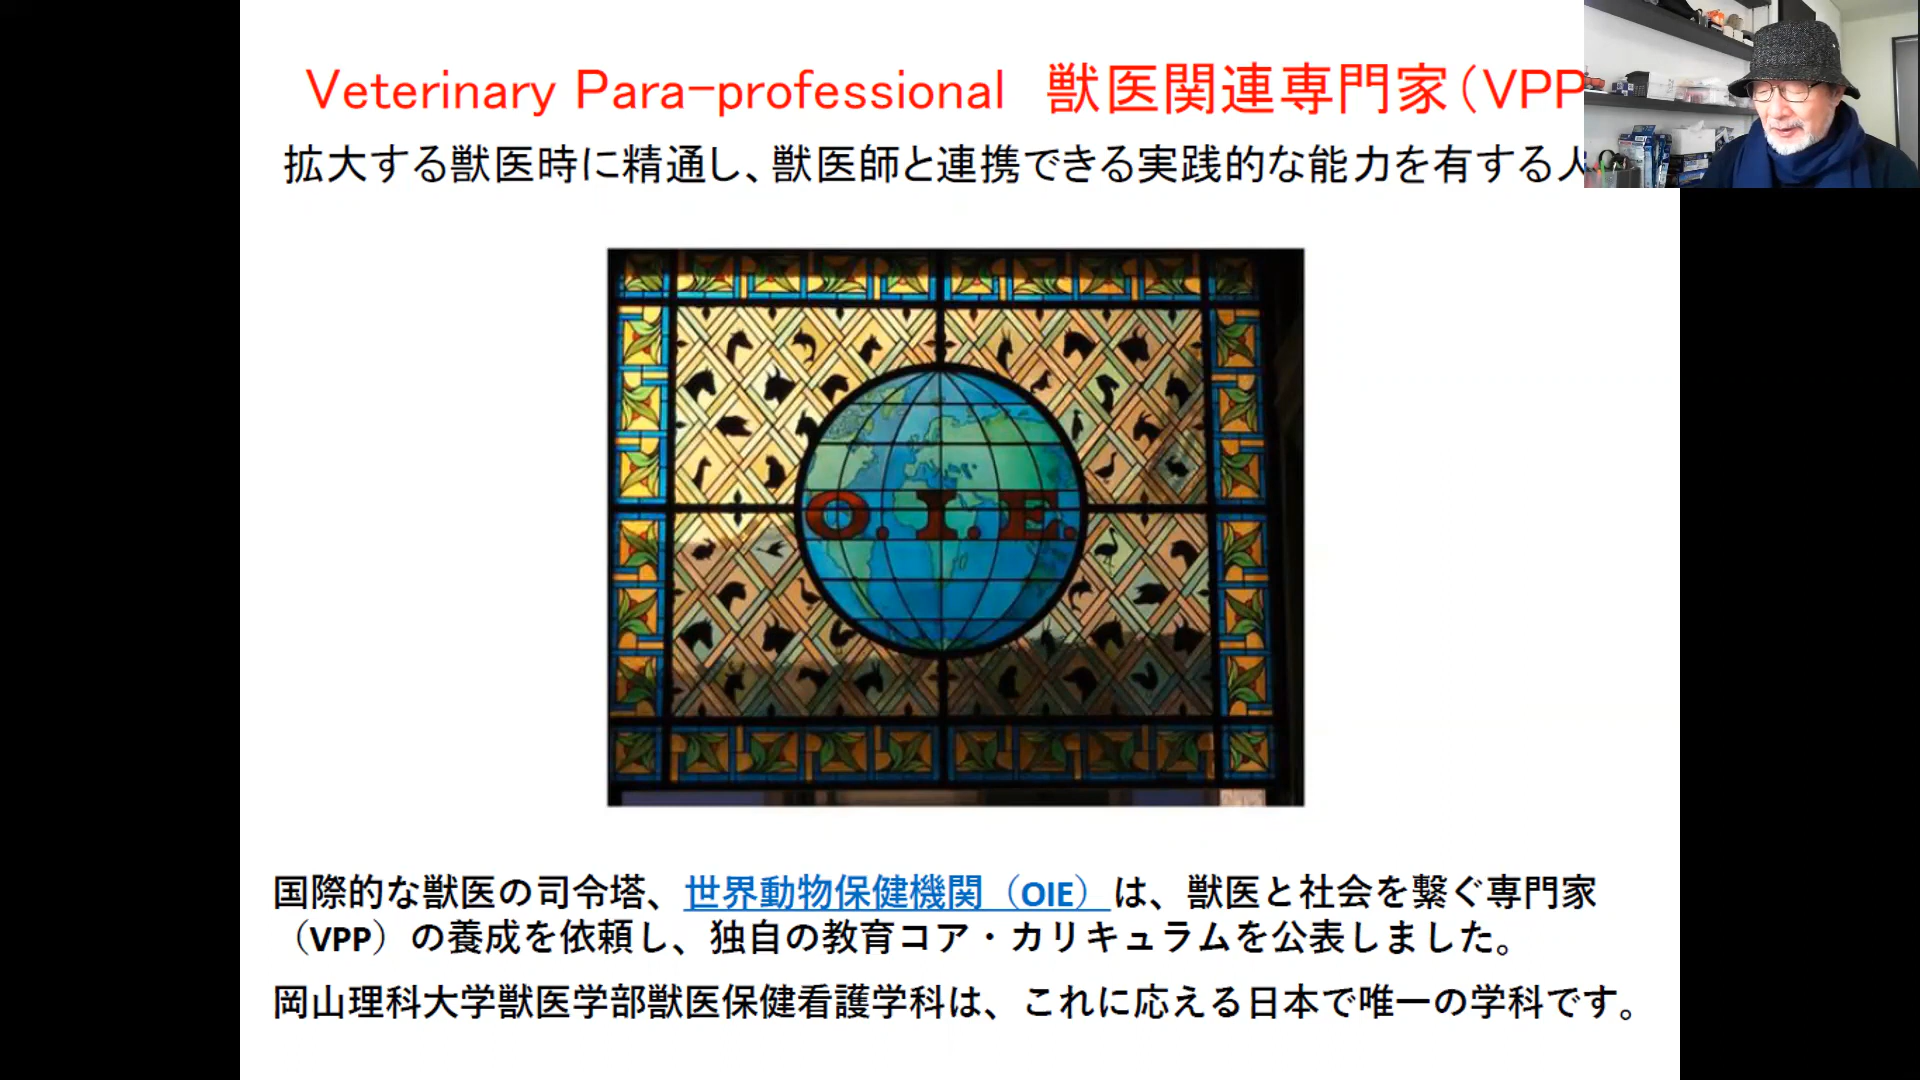 Veterinary Para-professional 獣医関連専門家（VPP
拡大する獣医時に精通し、獣医師と連携できる実践的な能力を有する人
O.I.E.
国際的な獣医の司令塔、世界動物保健機関（OIE）は、獣医と社会を繋ぐ専門家
（VPP）の養成を依頼し、独自の教育コア・カリキュラムを公表しました。
岡山理科大学獣医学部獣医保健看護学科は、これに応える日本で唯一の学科です。